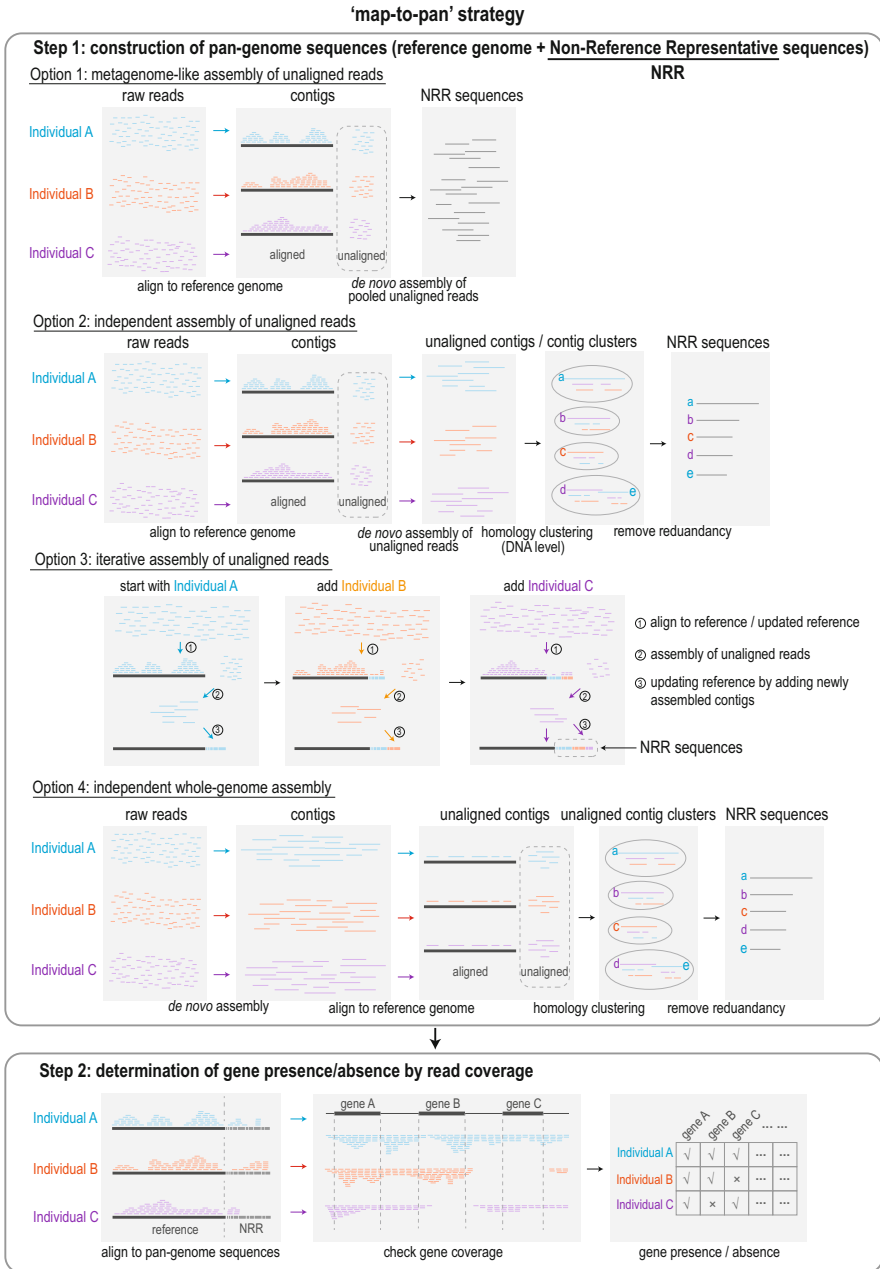 'map-to-pan' strategy
Step 1: construction of pan-genome sequences (reference genome + Non-Reference Representative sequences)
NRR
Option 1: metagenome-like assembly of unaligned reads
raw reads
contigs
NRR sequences
Individual A
Individual B
Individual C
aligned
unaligned
align to reference genome
de novo assembly of
pooled unaligned reads
Option 2: independent assembly of unaligned reads
raw reads
contigs
unaligned contigs / contig clusters
NRR sequences
Individual A
Individual B
Individual C
aligned
unaligned
a
b
c
d
e
a
b
c
d
e
align to reference genome
de novo assembly of
unaligned reads
homology clustering
(DNA level)
remove reduandancy
Option 3: iterative assembly of unaligned reads
start with Individual A
add Individual B
add Individual C
①
②
③
①
②
③
①
②
③
① align to reference / updated reference
② assembly of unaligned reads
③ updating reference by adding newly
assembled contigs
NRR sequences
Option 4: independent whole-genome assembly
raw reads
contigs
unaligned contigs
unaligned contig clusters
NRR sequences
Individual A
Individual B
Individual C
aligned
unaligned
a
b
c
d
e
a
b
c
d
e
de novo assembly
align to reference genome
homology clustering
remove reduandancy
Step 2: determination of gene presence/absence by read coverage
Individual A
Individual B
Individual C
reference
NRR
align to pan-genome sequences
gene A
gene B
gene C
check gene coverage
gene A gene B gene C ... ...
Individual A √ √ √ ... ...
Individual B √ √ × ... ...
Individual C √ × √ ... ...
gene presence / absence